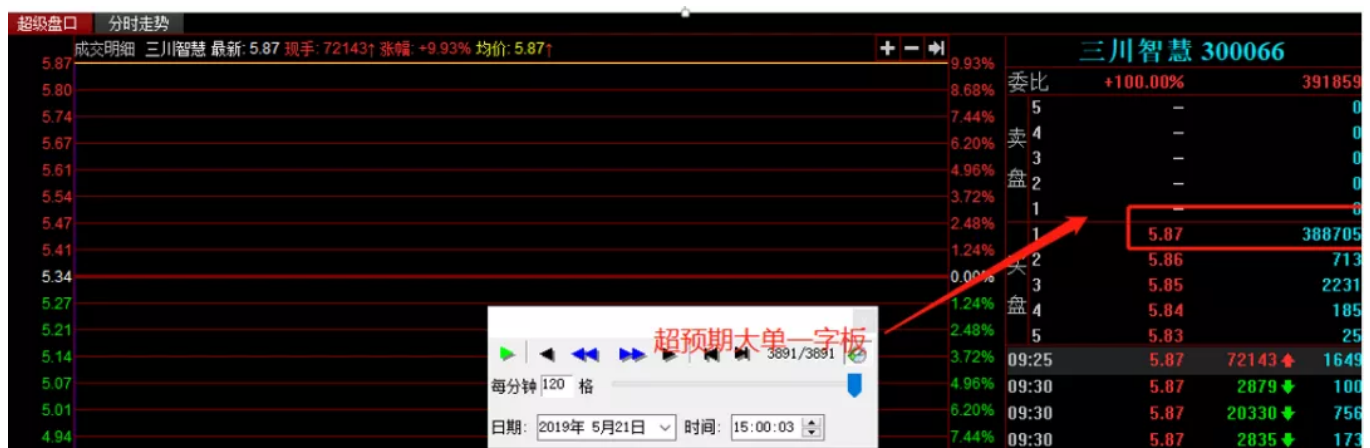 超级盘口 分时走势
成交明细 三川智慧 最新: 5.87 现手: 72143↑ 涨幅: +9.93% 均价: 5.87↑
三川智慧 300066
5.87 9.93%
委比 +100.00% 391859
5.80 8.68%
5 – 0
5.74 7.44%
卖 4 – 0
5.67 6.20%
3 – 0
5.61 4.96%
盘 2 – 0
5.54 3.72%
1 – 0
5.47 2.48%
1 5.87 388705
5.41 1.24%
2 5.86 713
5.34 0.00%
3 5.85 2231
5.27 1.24%
盘 4 5.84 185
5.21 2.48%
5 5.83 25
超预期大单一字板
5.14 3.72%
3891/3891
09:25 5.87 72143 1649
5.07 4.96%
每分钟 120 格
09:30 5.87 2879 100
5.01 6.20%
09:30 5.87 20330 756
日期: 2019年 5月21日 时间: 15:00:03
4.94 7.44%
09:30 5.87 2835 173